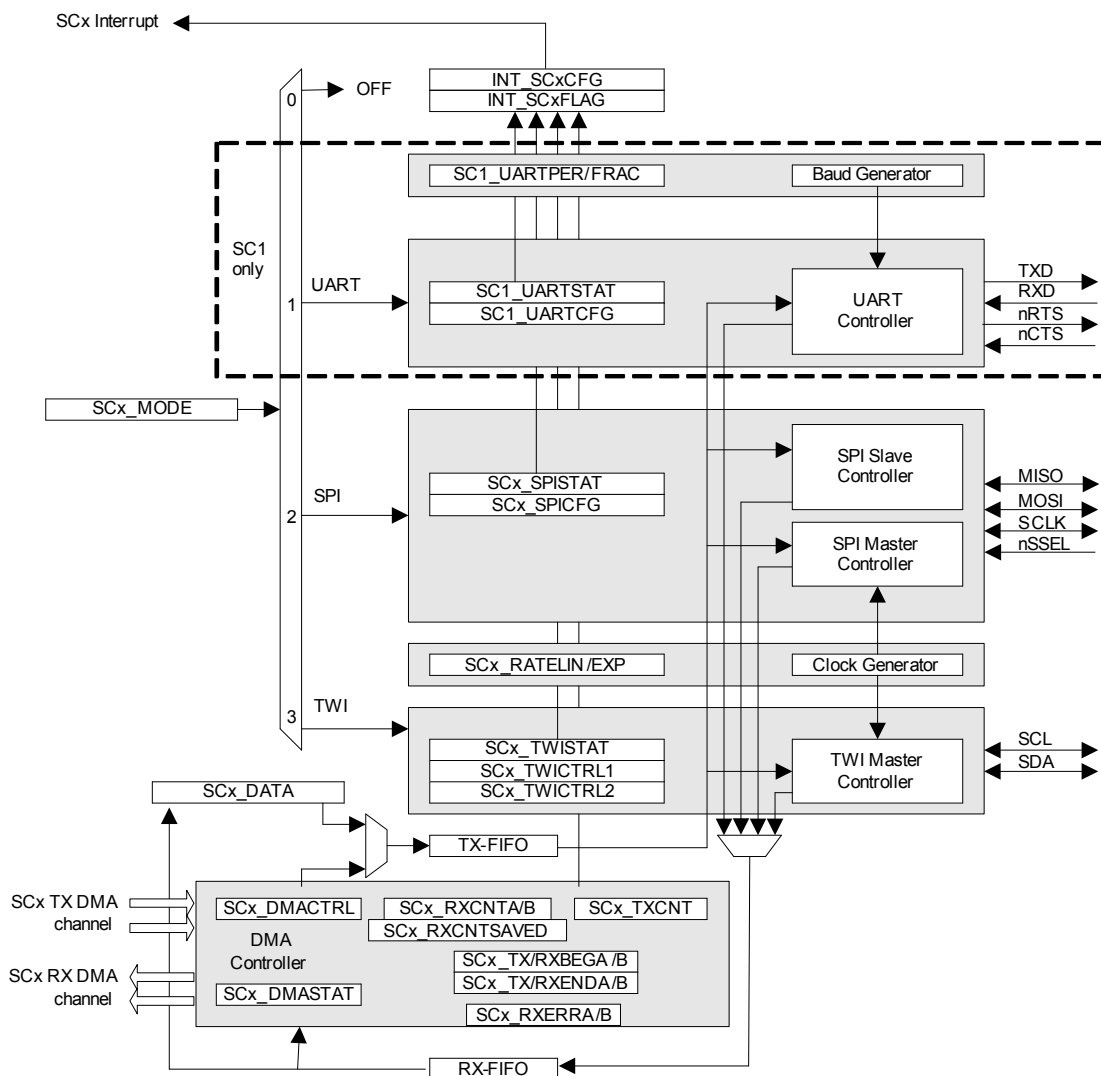 SCx Interrupt
INT_SCxCFG
INT_SCxFLAG
0
OFF
SC1_UARTPER/FRAC
Baud Generator
SC1
only
UART
1
SC1_UARTSTAT
SC1_UARTCFG
UART
Controller
TXD
RXD
nRTS
nCTS
SCx_MODE
SPI
2
SCx_SPISTAT
SCx_SPICFG
SPI Slave
Controller
SPI Master
Controller
MISO
MOSI
SCLK
nSSEL
SCx_RATELIN/EXP
Clock Generator
TWI
3
SCx_TWISTAT
SCx_TWICTRL1
SCx_TWICTRL2
TWI Master
Controller
SCL
SDA
SCx_DATA
TX-FIFO
SCx TX DMA
channel
SCx_DMACTRL
SCx_RXCNTA/B
SCx_TXCNT
SCx_RXCNTSAVED
DMA
Controller
SCx_TX/RXBEGA/B
SCx_TX/RXENDA/B
SCx RX DMA
channel
SCx_DMASTAT
SCx_RXERRA/B
RX-FIFO